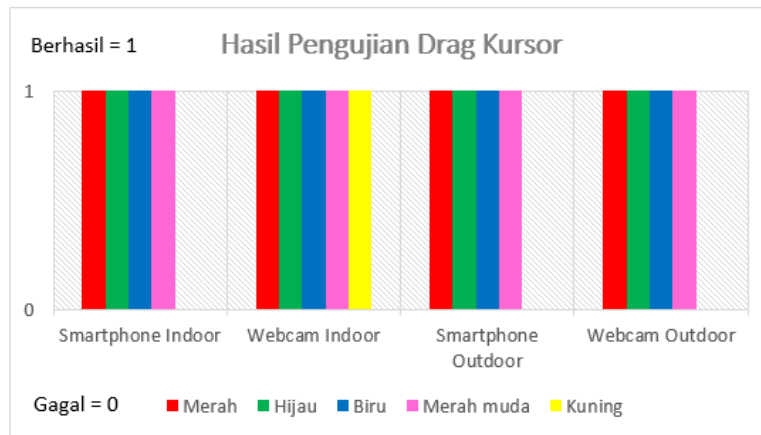 Berhasil = 1
Hasil Pengujian Drag Kursor
1
0
Smartphone Indoor
Webcam Indoor
Smartphone
Outdoor
Webcam Outdoor
Gagal = 0
Merah
Hijau
Biru
Merah muda
Kuning